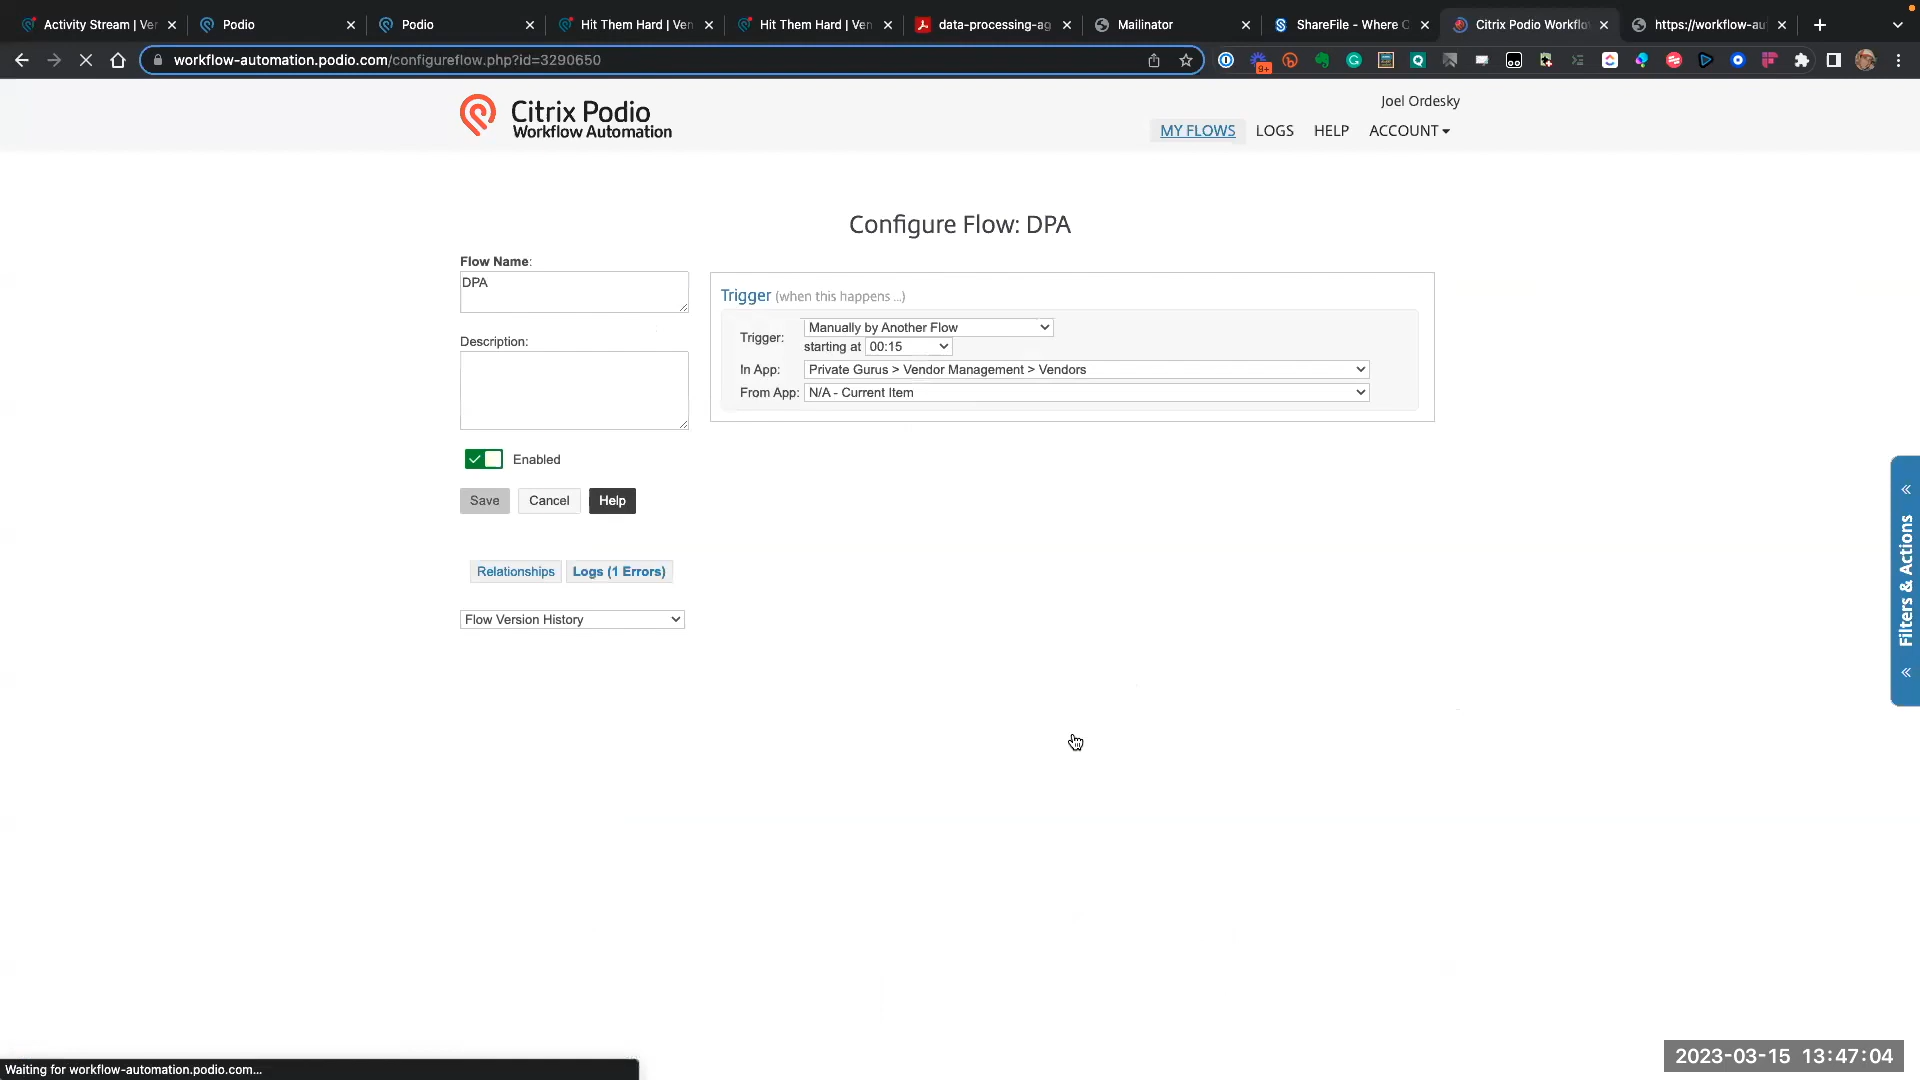 Activity Stream | Ver
Podio
Podio
Hit Them Hard | Ven
Hit Them Hard | Ven
data-processing-ag
Mailinator
ShareFile - Where C
Citrix Podio Workflo
https://workflow-au
workflow-automation.podio.com/configureflow.php?id=3290650
9+
Citrix Podio
Workflow Automation
Joel Ordesky
MY FLOWS
LOGS
HELP
ACCOUNT
Configure Flow: DPA
Flow Name:
DPA
Description:
Enabled
Save
Cancel
Help
Relationships
Logs (1 Errors)
Flow Version History
Trigger (when this happens ...)
Trigger:
Manually by Another Flow
starting at 00:15
In App:
Private Gurus > Vendor Management > Vendors
From App:
N/A - Current Item
Filters & Actions
Waiting for workflow-automation.podio.com...
2023-03-15 13:47:04